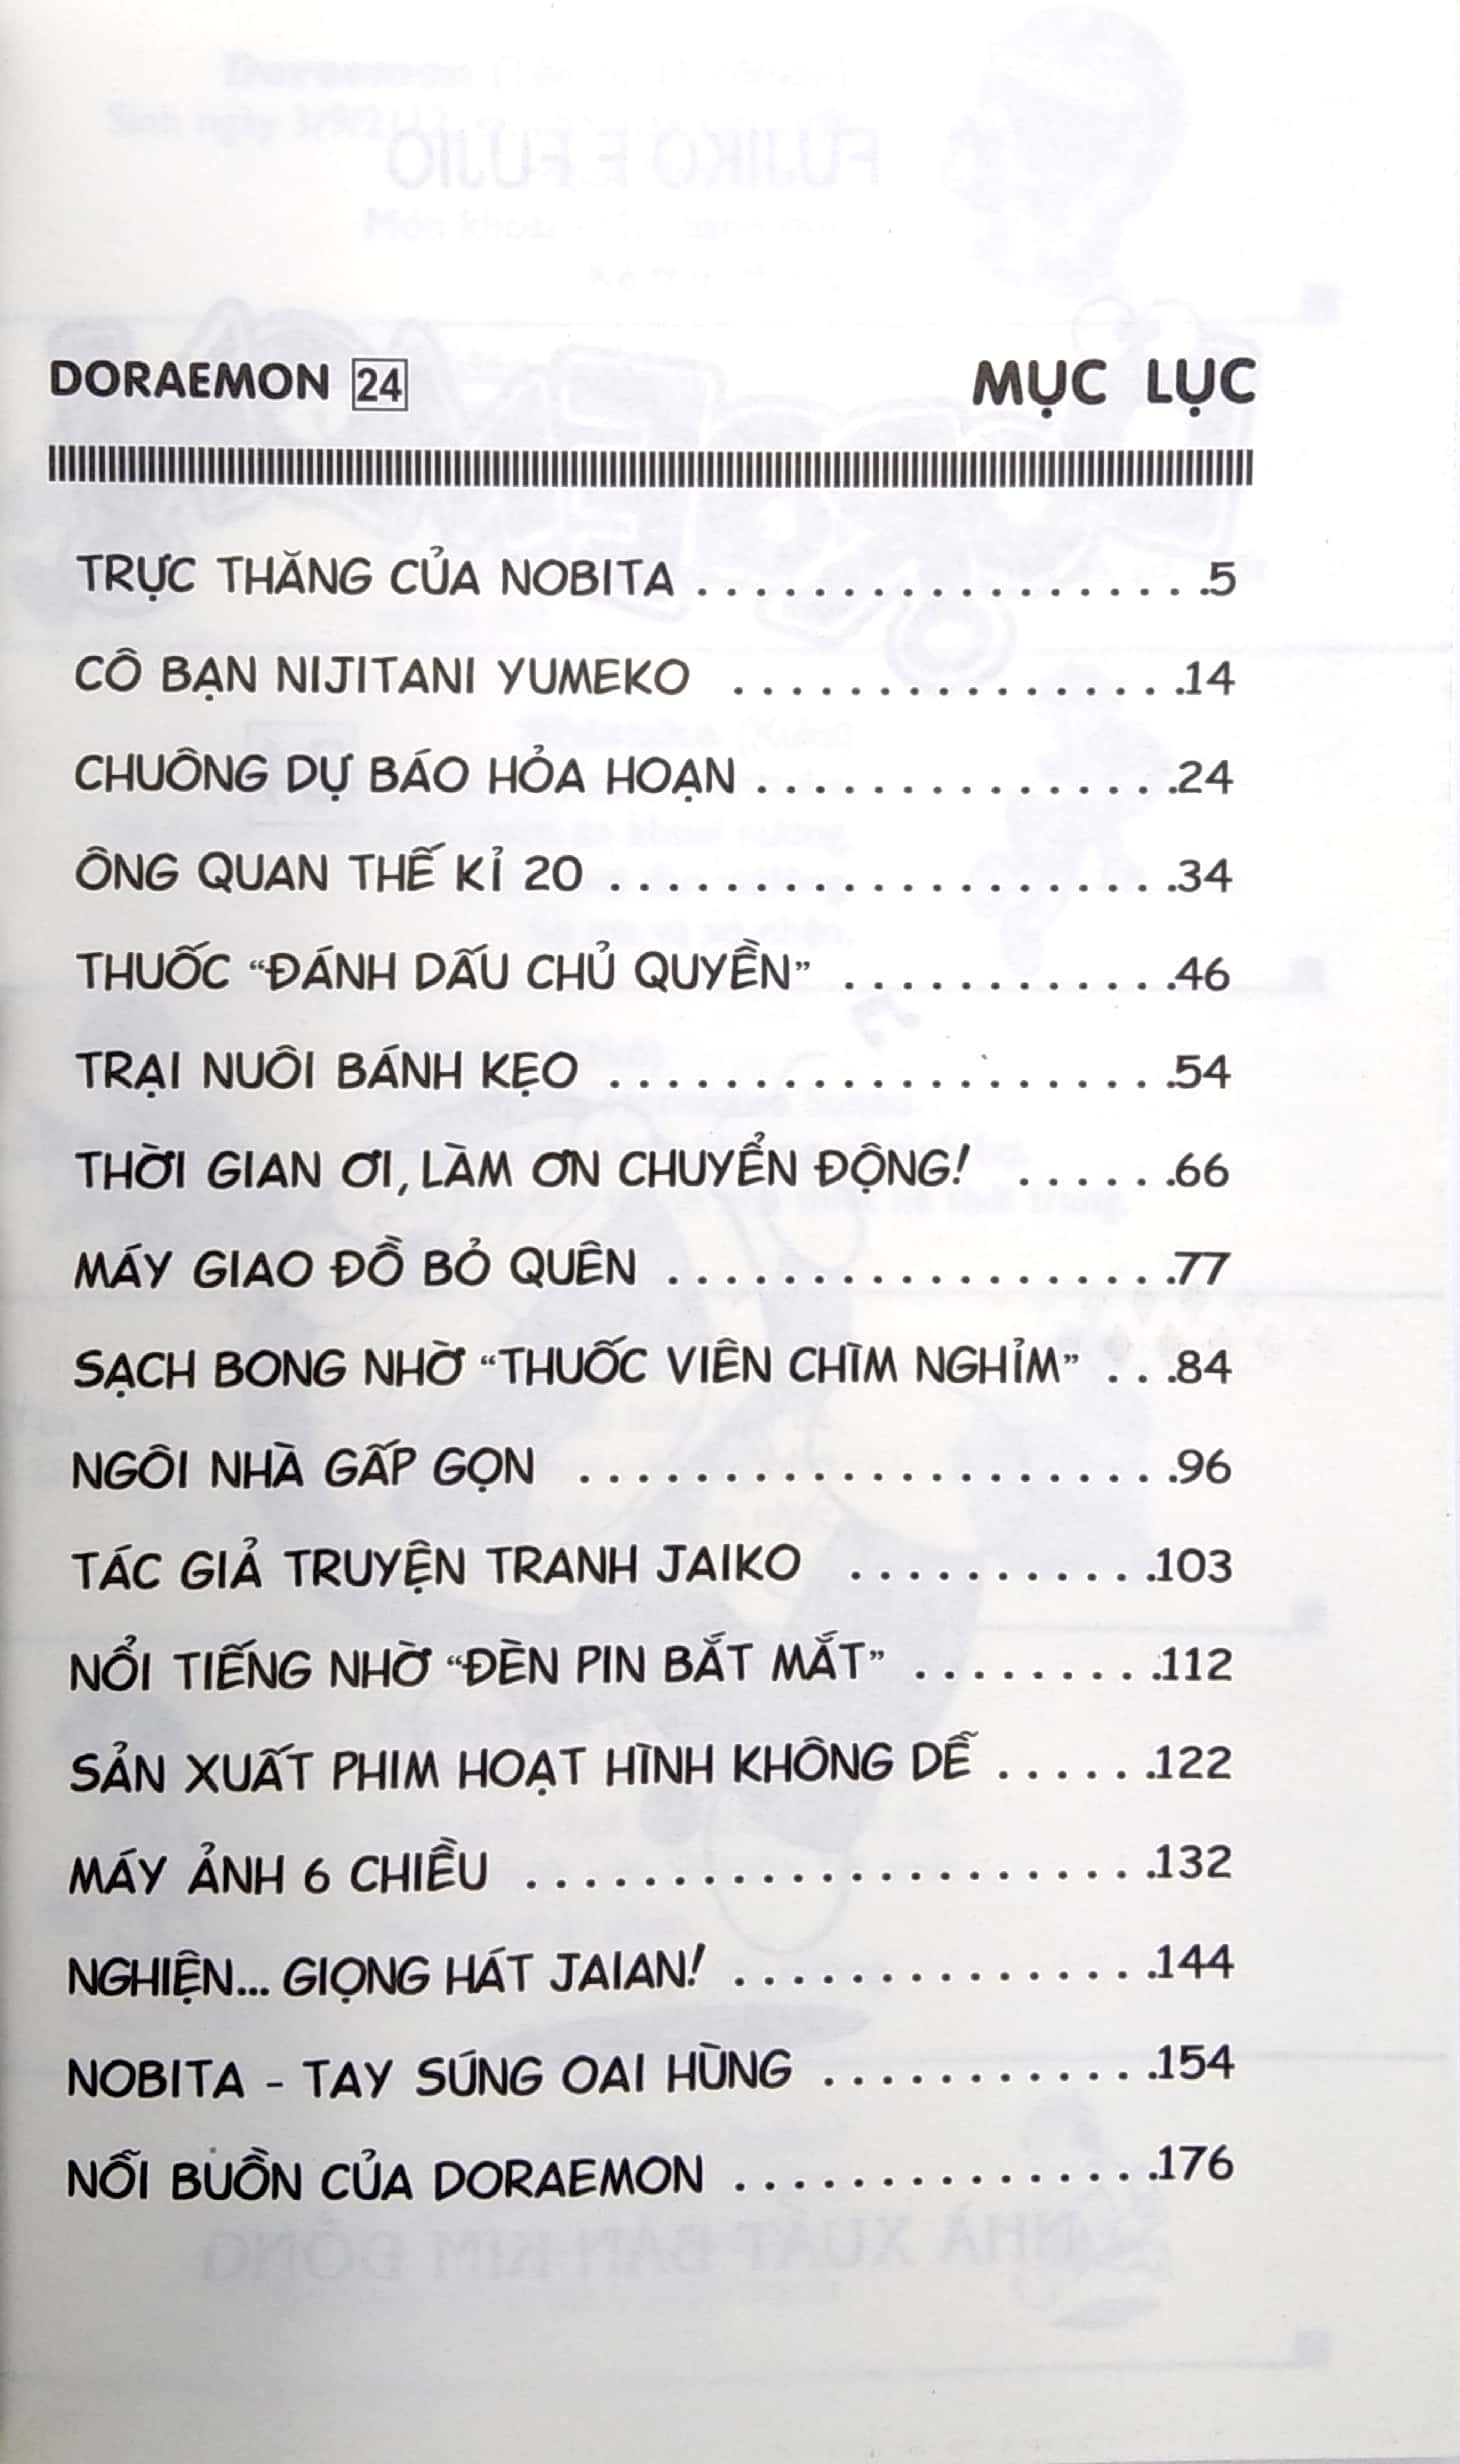 DORAEMON 24 MỤC LỤC
TRỰC THĂNG CỦA NOBITA . . . . . . . . . . . . . . . . . . 5
CÔ BẠN NIJITANI YUMEKO . . . . . . . . . . . . . . . . 14
CHUÔNG DỰ BÁO HỎA HOẠN . . . . . . . . . . . . . . . 24
ÔNG QUAN THẾ KỈ 20 . . . . . . . . . . . . . . . . . . . . 34
THUỐC “ĐÁNH DẤU CHỦ QUYỀN” . . . . . . . . . . . . 46
TRẠI NUÔI BÁNH KẸO . . . . . . . . . . . . . . . . . . . . 54
THỜI GIAN ƠI, LÀM ƠN CHUYỂN ĐỘNG! . . . . . . 66
MÁY GIAO ĐỒ BỎ QUÊN . . . . . . . . . . . . . . . . . . 77
SẠCH BONG NHỜ “THUỐC VIÊN CHÌM NGHỈM” . . . 84
NGÔI NHÀ GẤP GỌN . . . . . . . . . . . . . . . . . . . . . 96
TÁC GIẢ TRUYỆN TRANH JAIKO . . . . . . . . . . . 103
NỔI TIẾNG NHỜ “ĐÈN PIN BẮT MẮT” . . . . . . . . . 112
SẢN XUẤT PHIM HOẠT HÌNH KHÔNG DỄ . . . . . . 122
MÁY ẢNH 6 CHIỀU . . . . . . . . . . . . . . . . . . . . . . 132
NGHIỆN... GIỌNG HÁT JAIAN! . . . . . . . . . . . . . . . 144
NOBITA - TAY SÚNG OAI HÙNG . . . . . . . . . . . . 154
NỖI BUỒN CỦA DORAEMON . . . . . . . . . . . . . . . 176